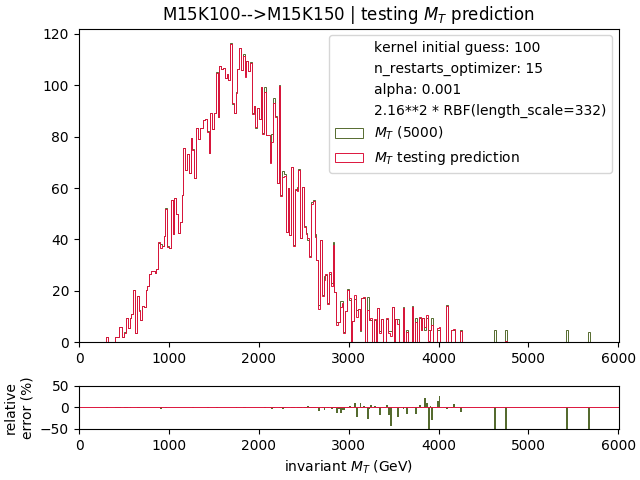 M15K100-->M15K150 | testing M_T prediction
kernel initial guess: 100
n_restarts_optimizer: 15
alpha: 0.001
2.16**2 * RBF(length_scale=332)
M_T (5000)
M_T testing prediction
120
100
80
60
40
20
0
0 1000 2000 3000 4000 5000 6000
relative
error (%)
50
0
−50
0 1000 2000 3000 4000 5000 6000
invariant M_T (GeV)